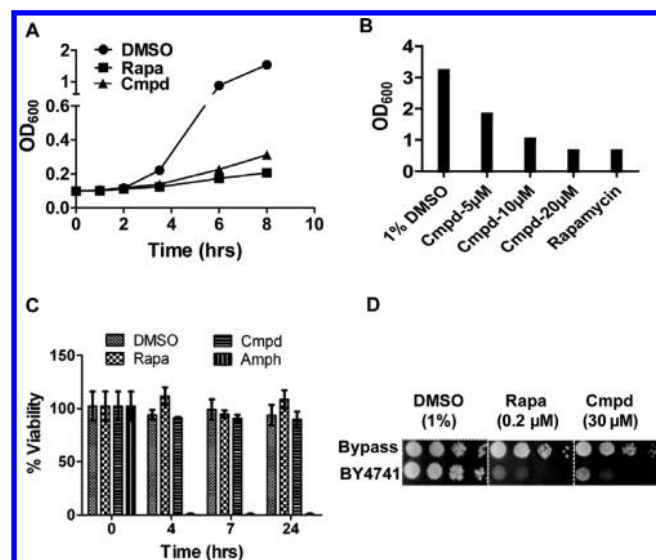 A
DMSO
Rapa
Cmpd
OD600
2
1
0.6
0.4
0.2
0.0
0 2 4 6 8 10
Time (hrs)
B
OD600
4
3
2
1
0
1% DMSO
Cmpd-5µM
Cmpd-10µM
Cmpd-20µM
Rapamycin
C
DMSO Cmpd
Rapa Amph
% Viability
150
100
50
0
0 4 7 24
Time (hrs)
D
DMSO Rapa Cmpd
(1%) (0.2 µM) (30 µM)
Bypass
BY4741